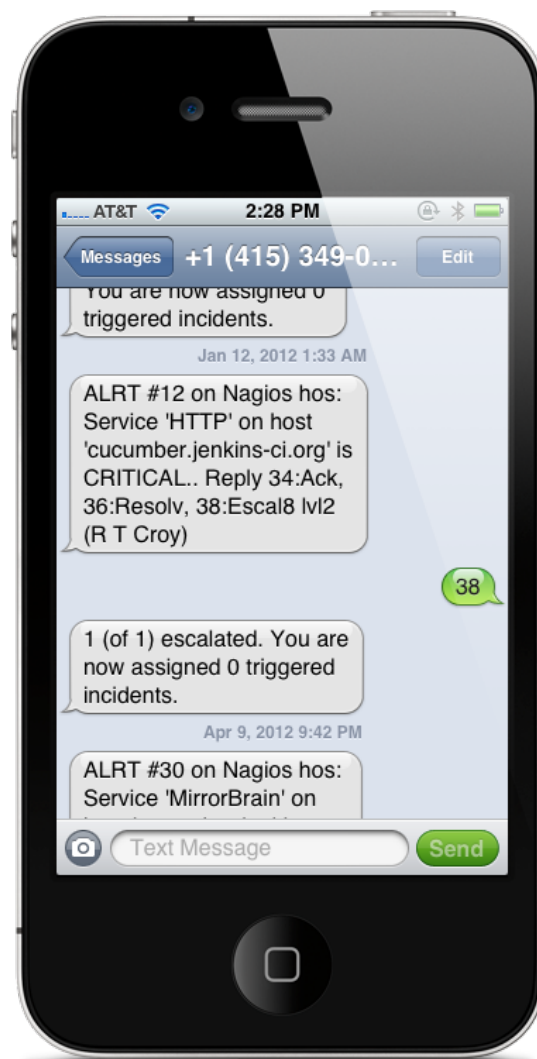 AT&T 2:28 PM
Messages +1 (415) 349-0... Edit
You are now assigned 0
triggered incidents.
Jan 12, 2012 1:33 AM
ALRT #12 on Nagios hos:
Service 'HTTP' on host
'cucumber.jenkins-ci.org' is
CRITICAL.. Reply 34:Ack,
36:Resolv, 38:Escal8 lvl2
(R T Croy)
38
1 (of 1) escalated. You are
now assigned 0 triggered
incidents.
Apr 9, 2012 9:42 PM
ALRT #30 on Nagios hos:
Service 'MirrorBrain' on
Text Message Send